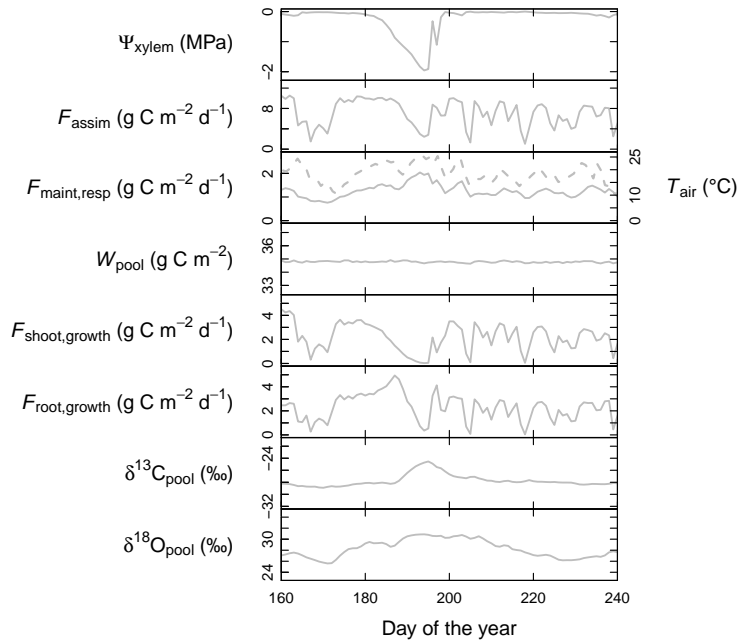 Ψxylem (MPa)
−2 0
Fassim (g C m−2 d−1)
0 4 8
Fmaint,resp (g C m−2 d−1)
0 2
0 10 25
Tair (°C)
Wpool (g C m−2)
33 36
Fshoot,growth (g C m−2 d−1)
0 2 4
Froot,growth (g C m−2 d−1)
0 2 4
δ13Cpool (‰)
−32 −24
δ18Opool (‰)
24 30
160 180 200 220 240
Day of the year